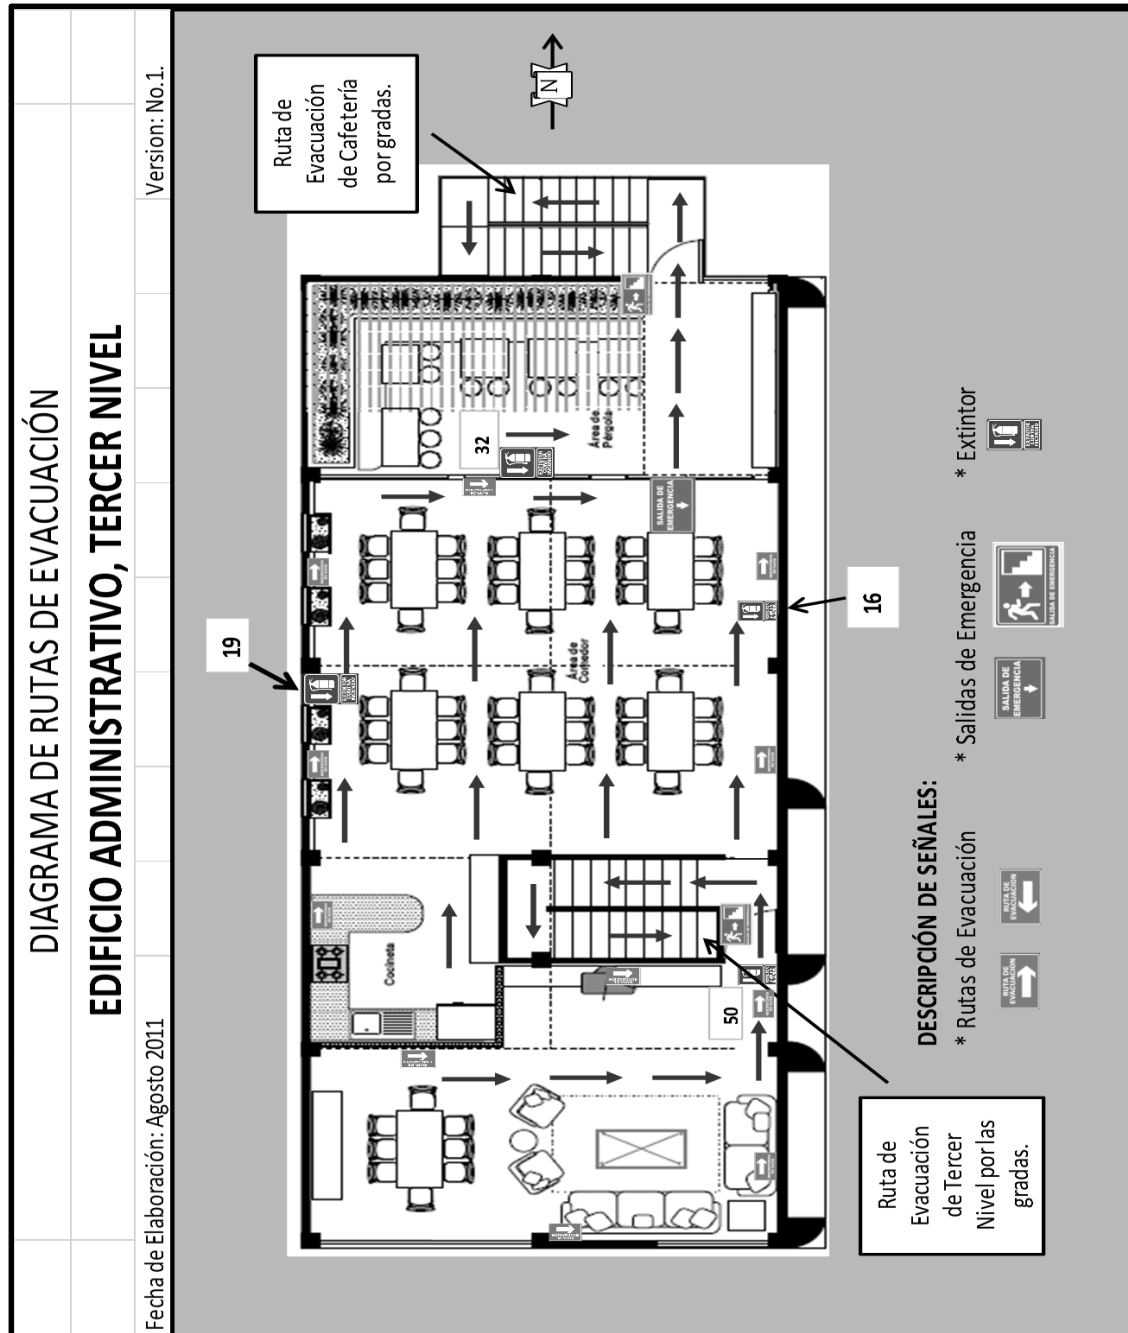 DIAGRAMA DE RUTAS DE EVACUACIÓN
EDIFICIO ADMINISTRATIVO, TERCER NIVEL
Fecha de Elaboración: Agosto 2011
Version: No.1.
Ruta de
Evacuación
de Cafetería
por gradas.
N
19
32
16
50
Área de
Pérgola
Área de
Comedor
Cocineta
SALIDA DE
EMERGENCIA
Ruta de
Evacuación
de Tercer
Nivel por las
gradas.
DESCRIPCIÓN DE SEÑALES:
* Rutas de Evacuación
RUTA DE
EVACUACION
RUTA DE
EVACUACION
* Salidas de Emergencia
SALIDA DE
EMERGENCIA
SALIDA DE EMERGENCIA
* Extintor